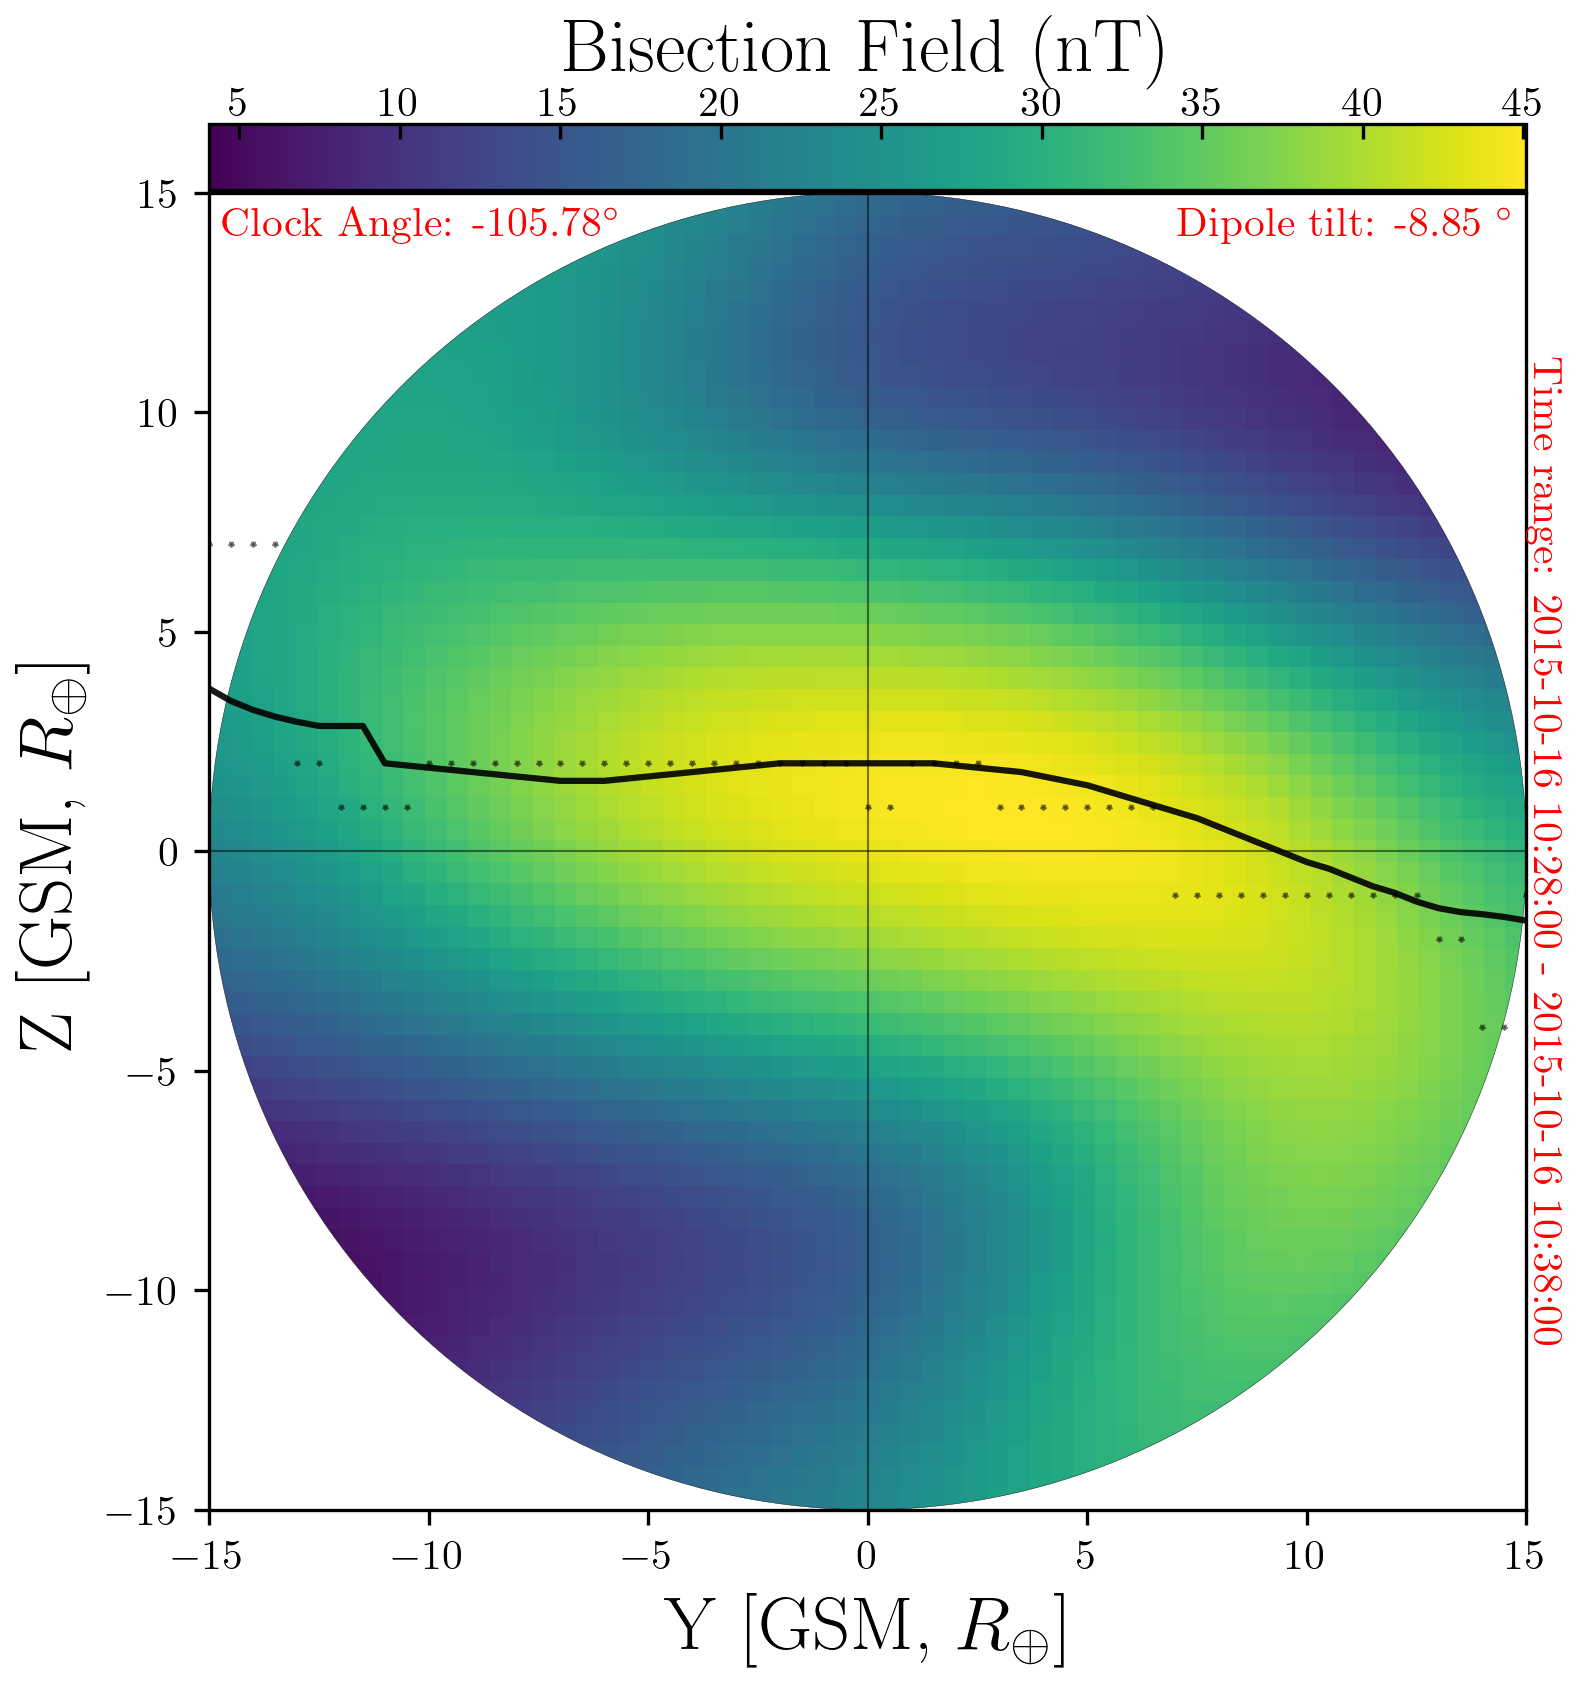 Bisection Field (nT)
5 10 15 20 25 30 35 40 45
Clock Angle: -105.78°
Dipole tilt: -8.85 °
15
10
5
0
−5
−10
−15
Z [GSM, R⊕]
Time range: 2015-10-16 10:28:00 - 2015-10-16 10:38:00
−15 −10 −5 0 5 10 15
Y [GSM, R⊕]